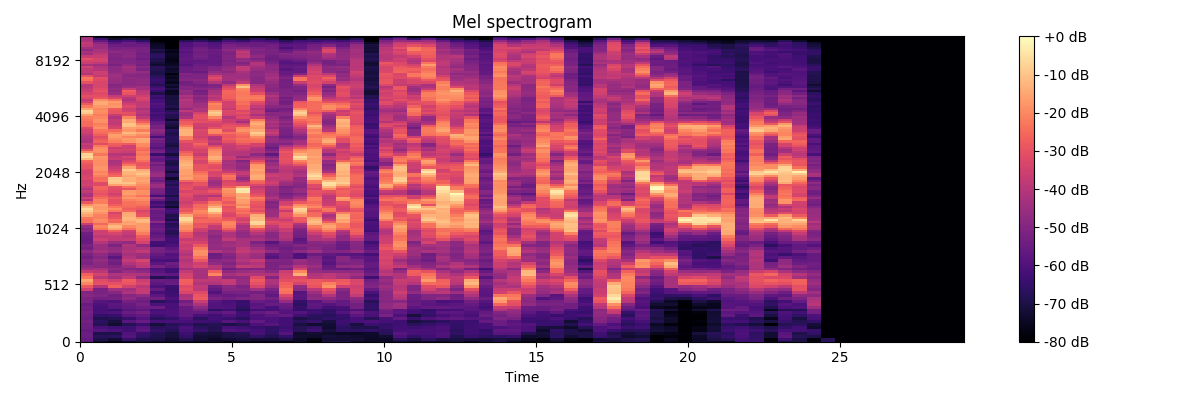 Mel spectrogram
Hz
8192
4096
2048
1024
512
0
0 5 10 15 20 25
Time
+0 dB
-10 dB
-20 dB
-30 dB
-40 dB
-50 dB
-60 dB
-70 dB
-80 dB